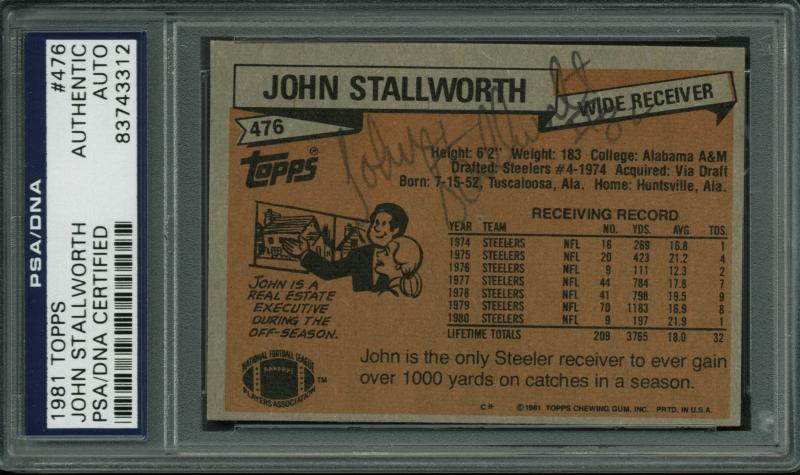 PSA/DNA
1981 TOPPS
JOHN STALLWORTH
PSA/DNA CERTIFIED
#476
AUTHENTIC
AUTO
83743312
JOHN STALLWORTH
WIDE RECEIVER
476
TOPPS
Height: 6'2" Weight: 183 College: Alabama A&M
Drafted: Steelers #4-1974 Acquired: Via Draft
Born: 7-15-52, Tuscaloosa, Ala. Home: Huntsville, Ala.
RECEIVING RECORD
YEAR TEAM NO. YDS. AVG. TDS.
1974 STEELERS NFL 16 269 16.8 1
1975 STEELERS NFL 20 423 21.2 4
1976 STEELERS NFL 9 111 12.3 2
1977 STEELERS NFL 44 784 17.8 7
1978 STEELERS NFL 41 798 19.5 9
1979 STEELERS NFL 70 1183 16.9 8
1980 STEELERS NFL 9 197 21.9 1
LIFETIME TOTALS 209 3765 18.0 32
JOHN IS A
REAL ESTATE
EXECUTIVE
DURING THE
OFF-SEASON.
John is the only Steeler receiver to ever gain
over 1000 yards on catches in a season.
NATIONAL FOOTBALL LEAGUE
PLAYERS ASSOCIATION
TM
C* ©1981 TOPPS CHEWING GUM, INC. PRTD. IN U.S.A.
John Stallworth